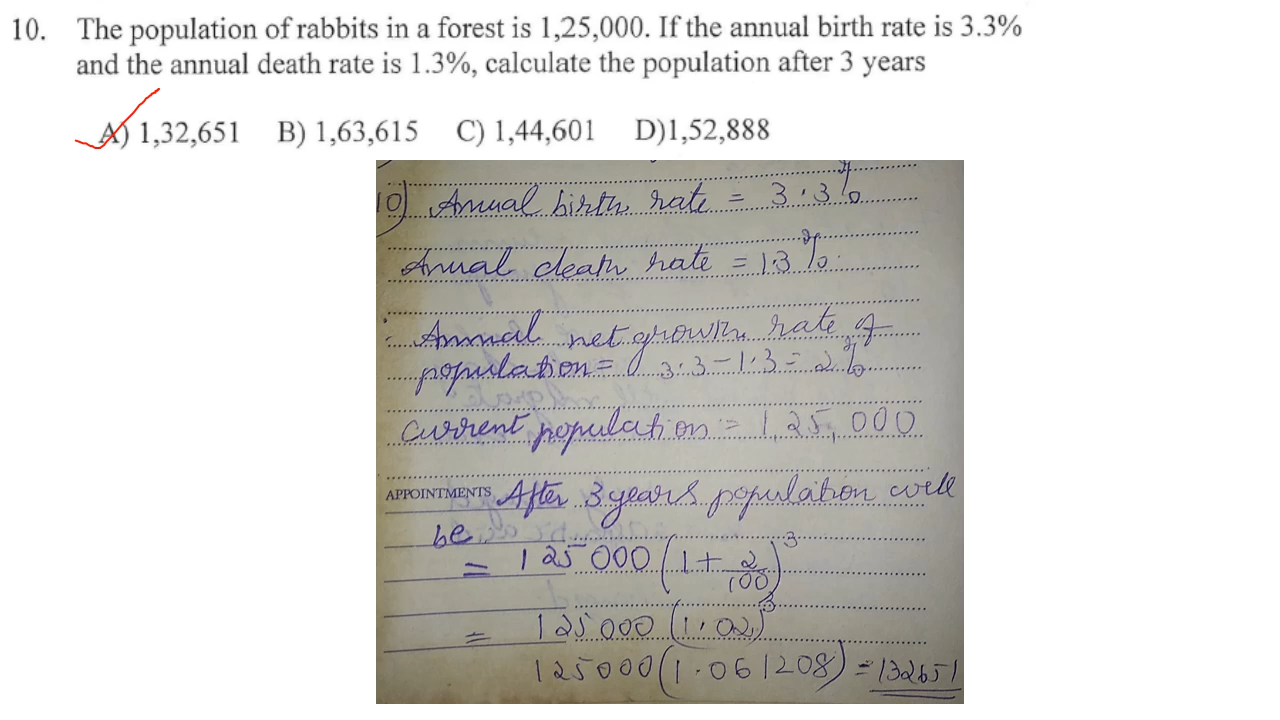 10. The population of rabbits in a forest is 1,25,000. If the annual birth rate is 3.3%
and the annual death rate is 1.3%, calculate the population after 3 years
A) 1,32,651 B) 1,63,615 C) 1,44,601 D)1,52,888
10) Annual birth rate = 3.3%
Anual death rate = 1.3%
∴ Annual net growth rate of
population = 3.3-1.3 = 2%
current population = 1,25,000
APPOINTMENTS After 3 years population will
be
= 125000 (1+ 2/100)³
= 125000 (1.02)³
125000(1.061208) = 132651